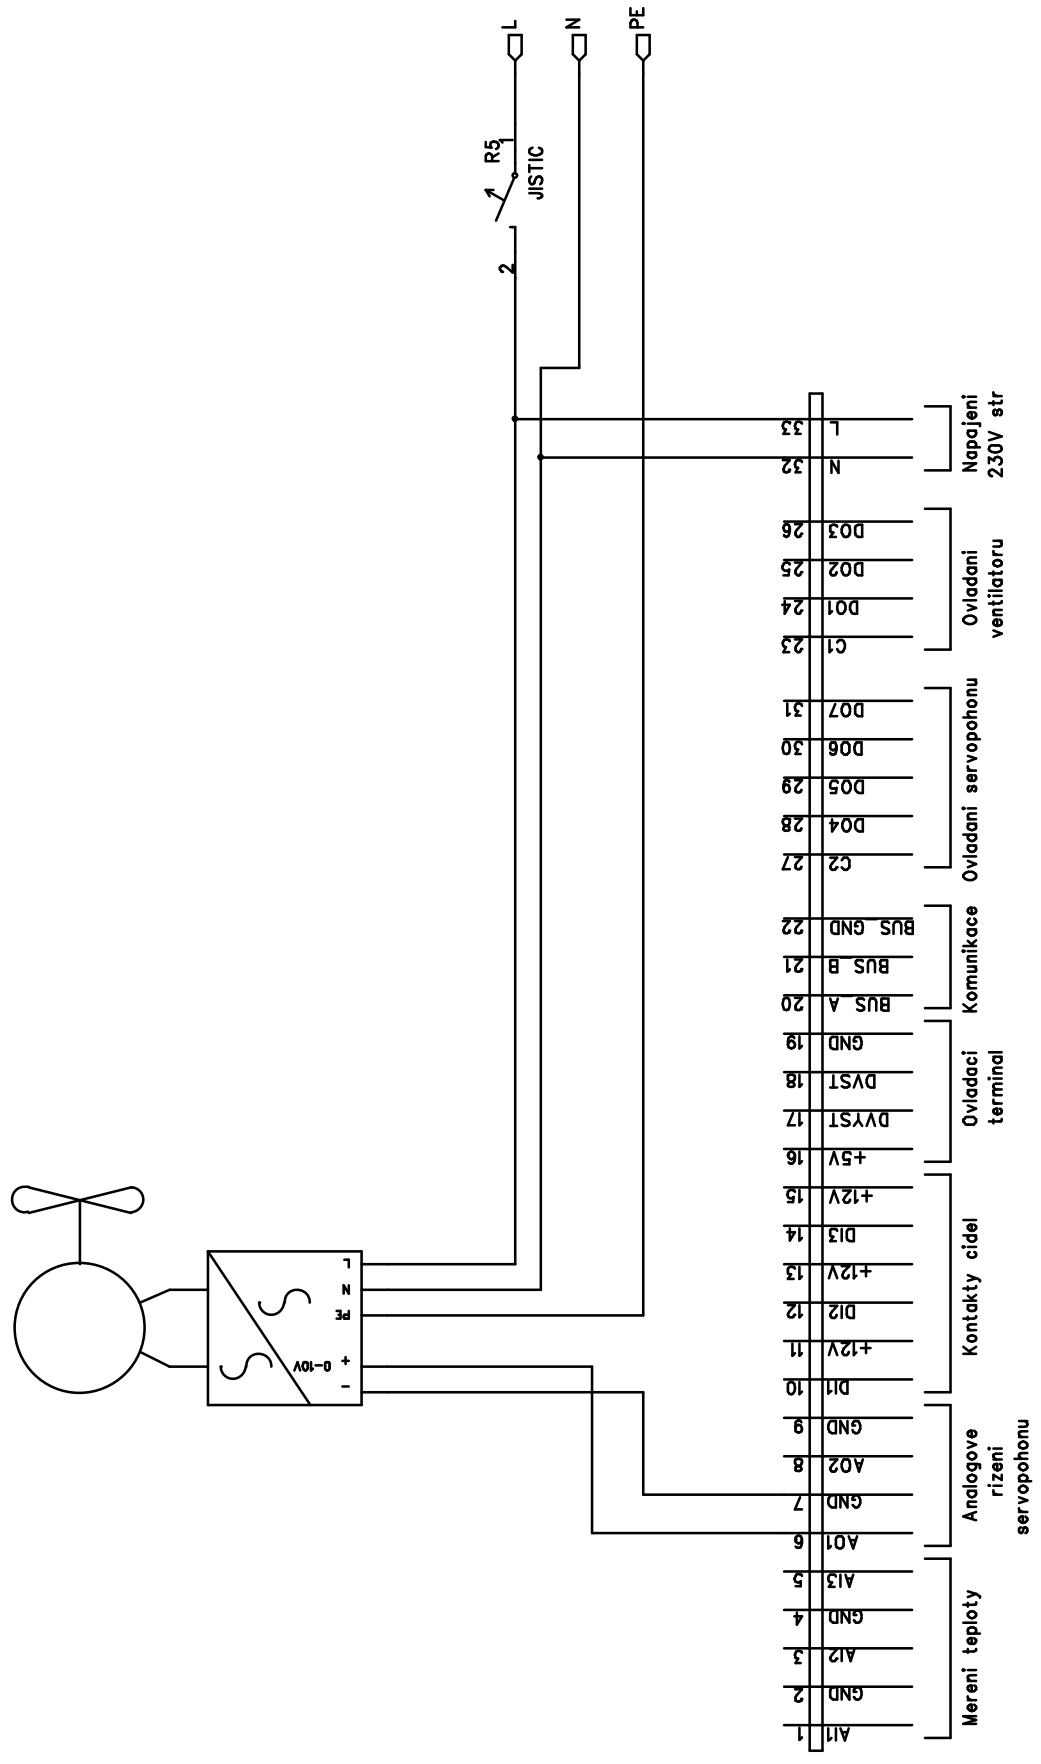 L
N
PE
R5
1
JISTIC
2
33 L
32 N
Napajeni
230V str
26 DO3
25 DO2
24 DO1
23 C1
Ovladani
ventilatoru
31 DO7
30 DO6
29 DO5
28 DO4
27 C2
Ovladani servopohonu
22 BUS_GND
21 BUS_B
20 BUS_A
Komunikace
19 GND
18 DVST
17 DVYST
16 +5V
Ovladaci
terminal
15 +12V
14 DI3
13 +12V
12 DI2
11 +12V
10 DI1
Kontakty cidel
9 GND
8 AO2
7 GND
6 AO1
Analogove
rizeni
servopohonu
5 AI3
4 GND
3 AI2
2 GND
1 AI1
Mereni teploty
L
N
PE
+
0-10V
-